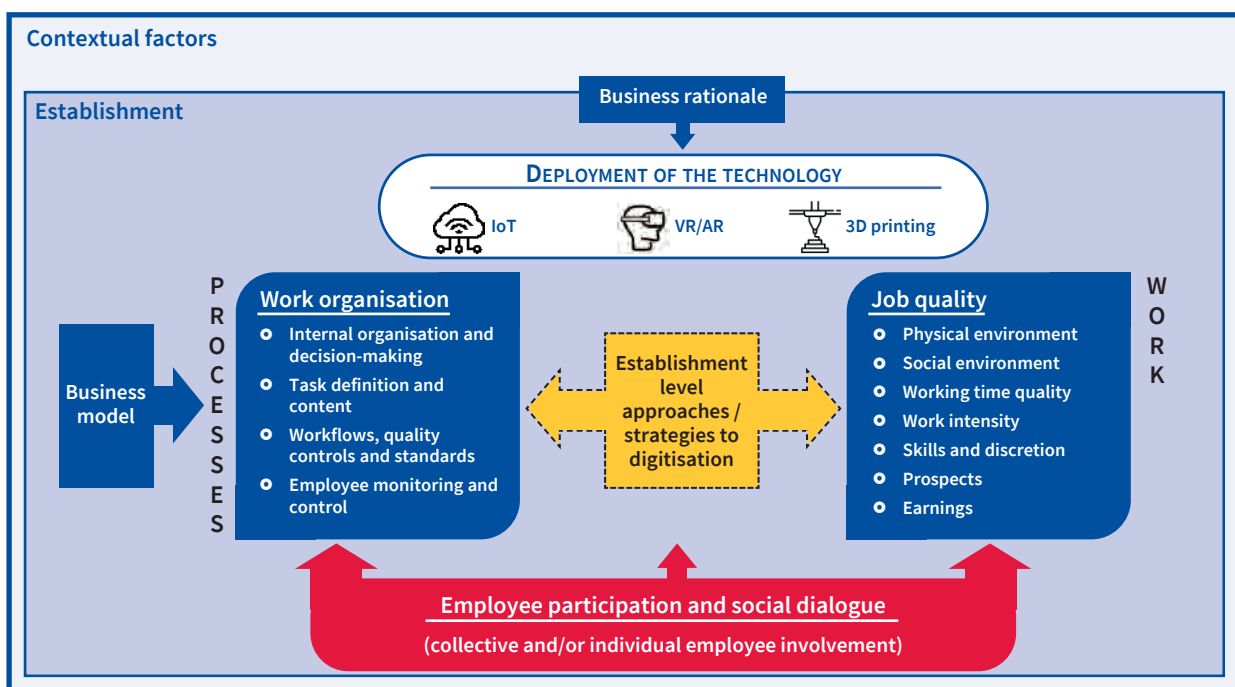 Contextual factors
Business rationale
Establishment
DEPLOYMENT OF THE TECHNOLOGY
IoT
VR/AR
3D printing
PROCESSES
Work organisation
Internal organisation and
decision-making
Task definition and
content
Workflows, quality
controls and standards
Employee monitoring and
control
Business
model
Establishment
level
approaches /
strategies to
digitisation
Job quality
Physical environment
Social environment
Working time quality
Work intensity
Skills and discretion
Prospects
Earnings
WORK
Employee participation and social dialogue
(collective and/or individual employee involvement)